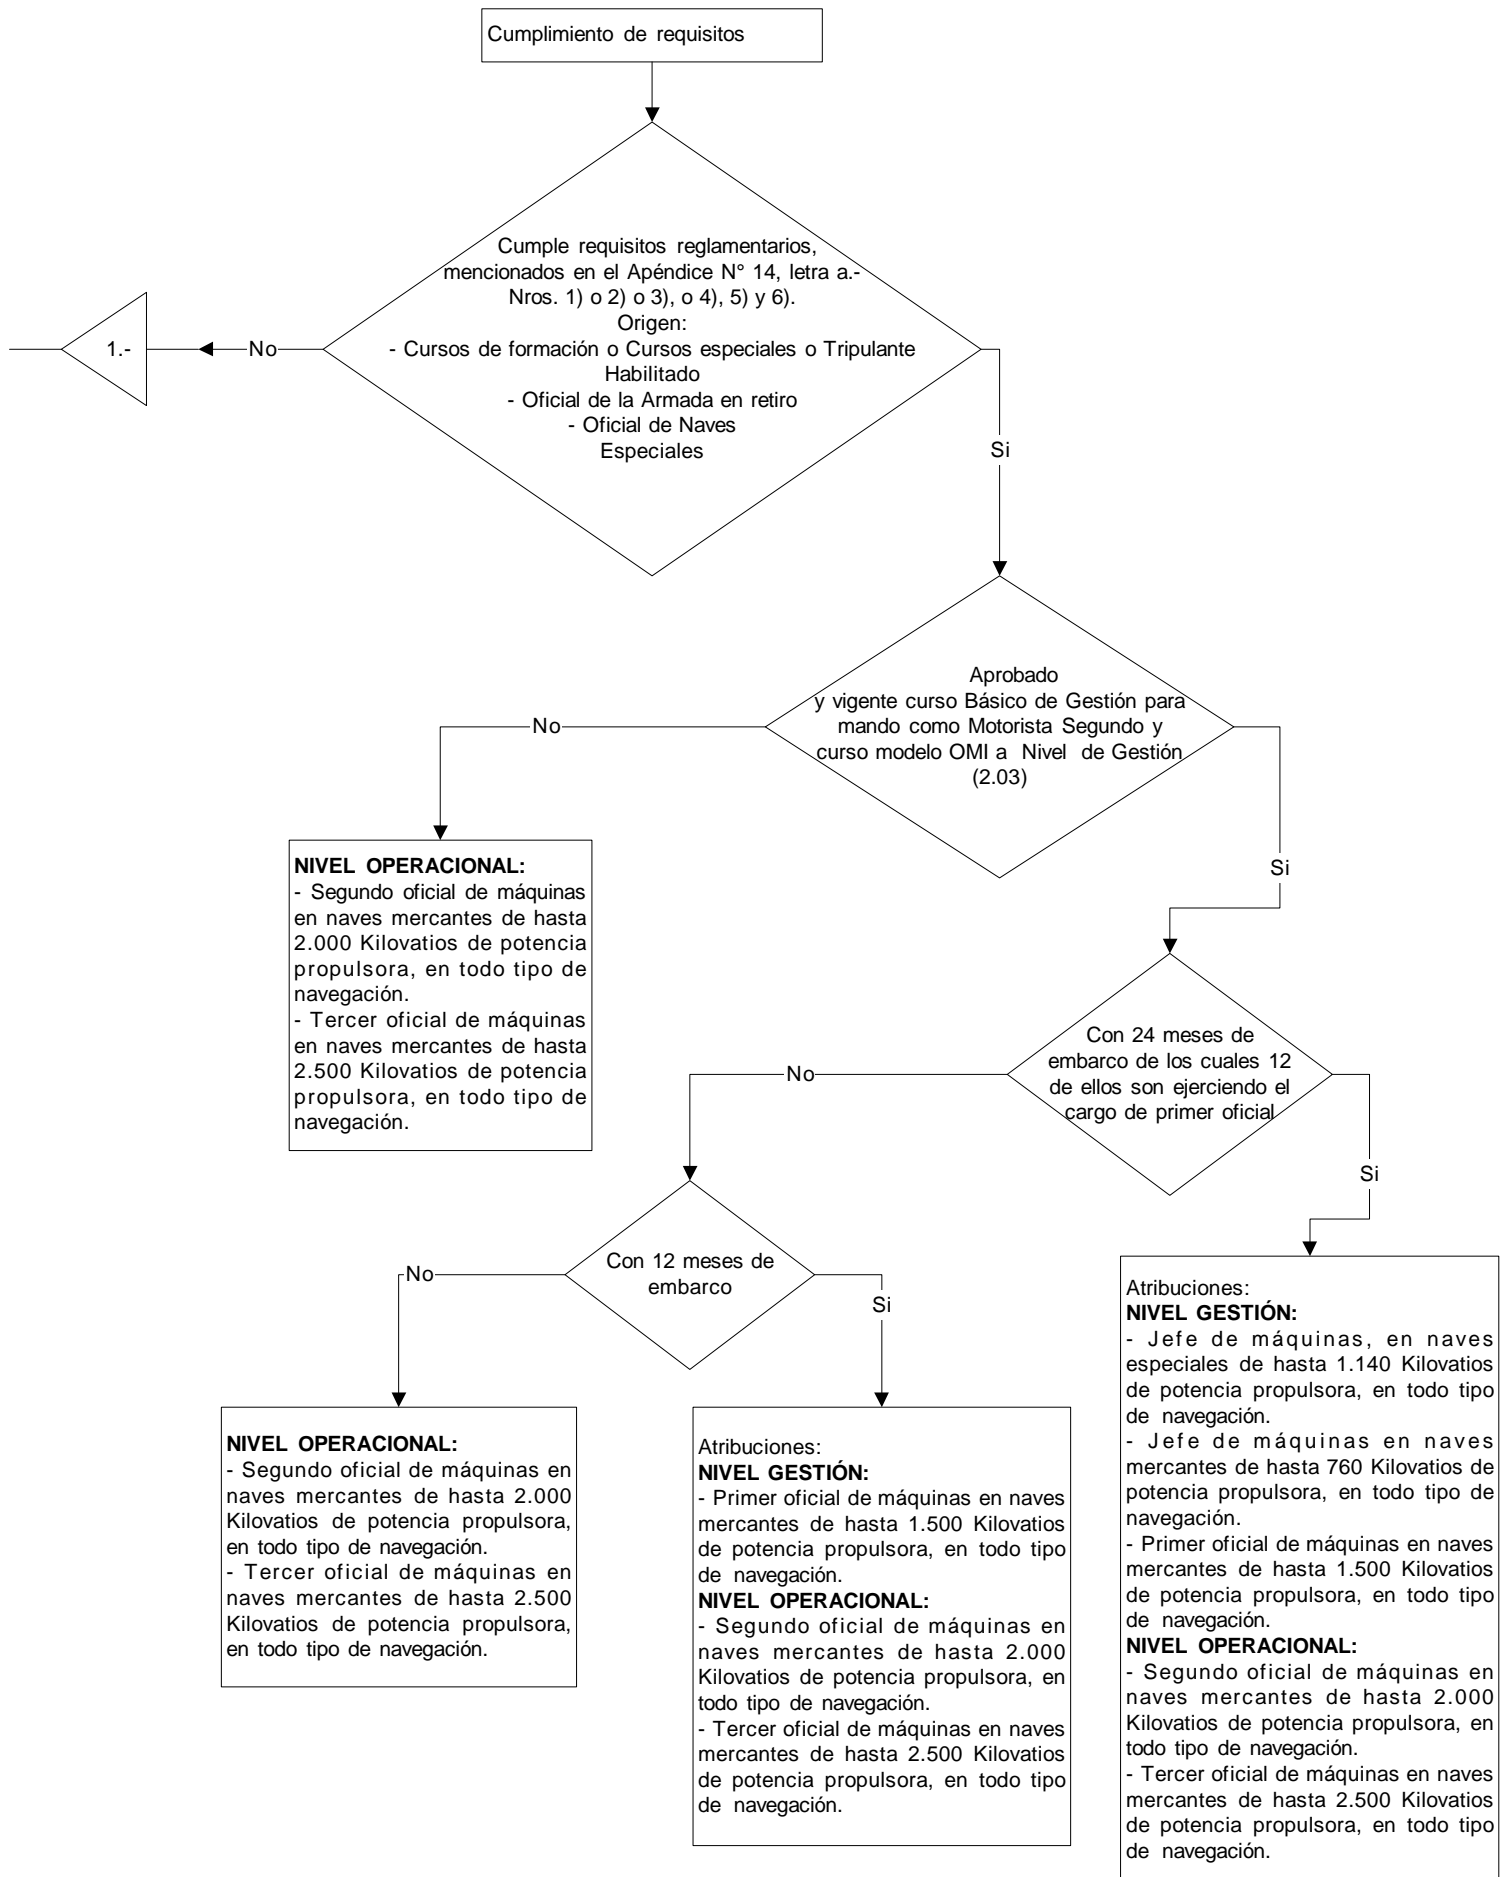 Cumplimiento de requisitos
Cumple requisitos reglamentarios,
mencionados en el Apéndice N° 14, letra a.-
Nros. 1) o 2) o 3), o 4), 5) y 6).
Origen:
- Cursos de formación o Cursos especiales o Tripulante
Habilitado
- Oficial de la Armada en retiro
- Oficial de Naves
Especiales
No
1.-
Si
Aprobado
y vigente curso Básico de Gestión para
mando como Motorista Segundo y
curso modelo OMI a Nivel de Gestión
(2.03)
No
Si
NIVEL OPERACIONAL:
- Segundo oficial de máquinas
en naves mercantes de hasta
2.000 Kilovatios de potencia
propulsora, en todo tipo de
navegación.
- Tercer oficial de máquinas
en naves mercantes de hasta
2.500 Kilovatios de potencia
propulsora, en todo tipo de
navegación.
Con 24 meses de
embarco de los cuales 12
de ellos son ejerciendo el
cargo de primer oficial
No
Si
Con 12 meses de
embarco
No
Si
NIVEL OPERACIONAL:
- Segundo oficial de máquinas en
naves mercantes de hasta 2.000
Kilovatios de potencia propulsora,
en todo tipo de navegación.
- Tercer oficial de máquinas en
naves mercantes de hasta 2.500
Kilovatios de potencia propulsora,
en todo tipo de navegación.
Atribuciones:
NIVEL GESTIÓN:
- Primer oficial de máquinas en naves
mercantes de hasta 1.500 Kilovatios
de potencia propulsora, en todo tipo
de navegación.
NIVEL OPERACIONAL:
- Segundo oficial de máquinas en
naves mercantes de hasta 2.000
Kilovatios de potencia propulsora, en
todo tipo de navegación.
- Tercer oficial de máquinas en naves
mercantes de hasta 2.500 Kilovatios
de potencia propulsora, en todo tipo
de navegación.
Atribuciones:
NIVEL GESTIÓN:
- Jefe de máquinas, en naves
especiales de hasta 1.140 Kilovatios
de potencia propulsora, en todo tipo
de navegación.
- Jefe de máquinas en naves
mercantes de hasta 760 Kilovatios de
potencia propulsora, en todo tipo de
navegación.
- Primer oficial de máquinas en naves
mercantes de hasta 1.500 Kilovatios
de potencia propulsora, en todo tipo
de navegación.
NIVEL OPERACIONAL:
- Segundo oficial de máquinas en
naves mercantes de hasta 2.000
Kilovatios de potencia propulsora, en
todo tipo de navegación.
- Tercer oficial de máquinas en naves
mercantes de hasta 2.500 Kilovatios
de potencia propulsora, en todo tipo
de navegación.